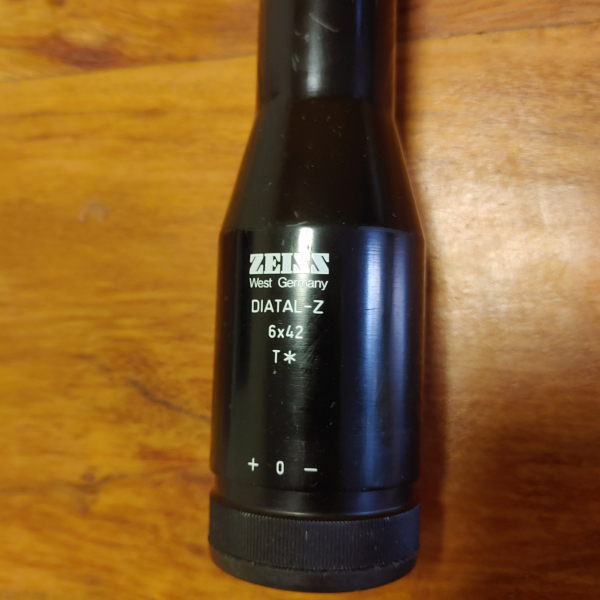 ZEISS
West Germany
DIATAL-Z
6x42
T*
+ 0 -